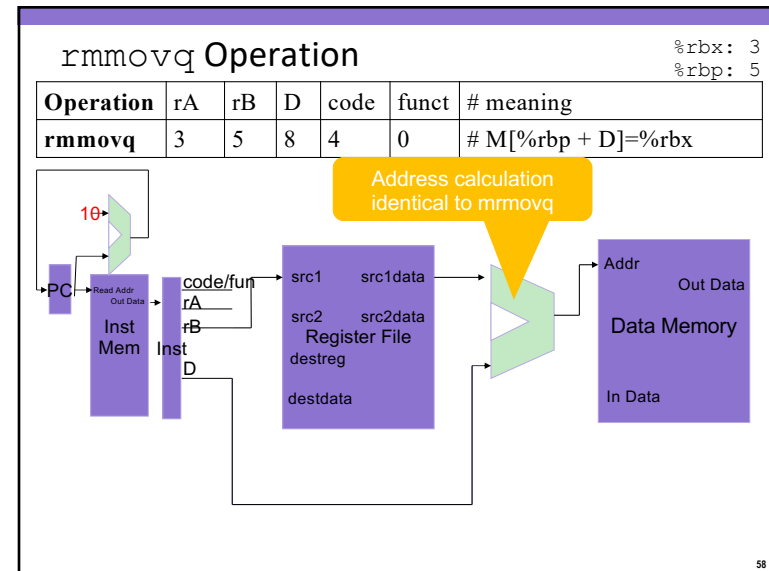 rmmovq Operation
%rbx: 3
%rbp: 5
Operation rA rB D code funct # meaning
rmmovq 3 5 8 4 0 # M[%rbp + D]=%rbx
Address calculation
identical to mrmovq
10
PC
Read Addr
Out Data
Inst
Mem
Inst
code/fun
rA
rB
D
src1 src1data
src2 src2data
Register File
destreg
destdata
Addr
Out Data
Data Memory
In Data
58